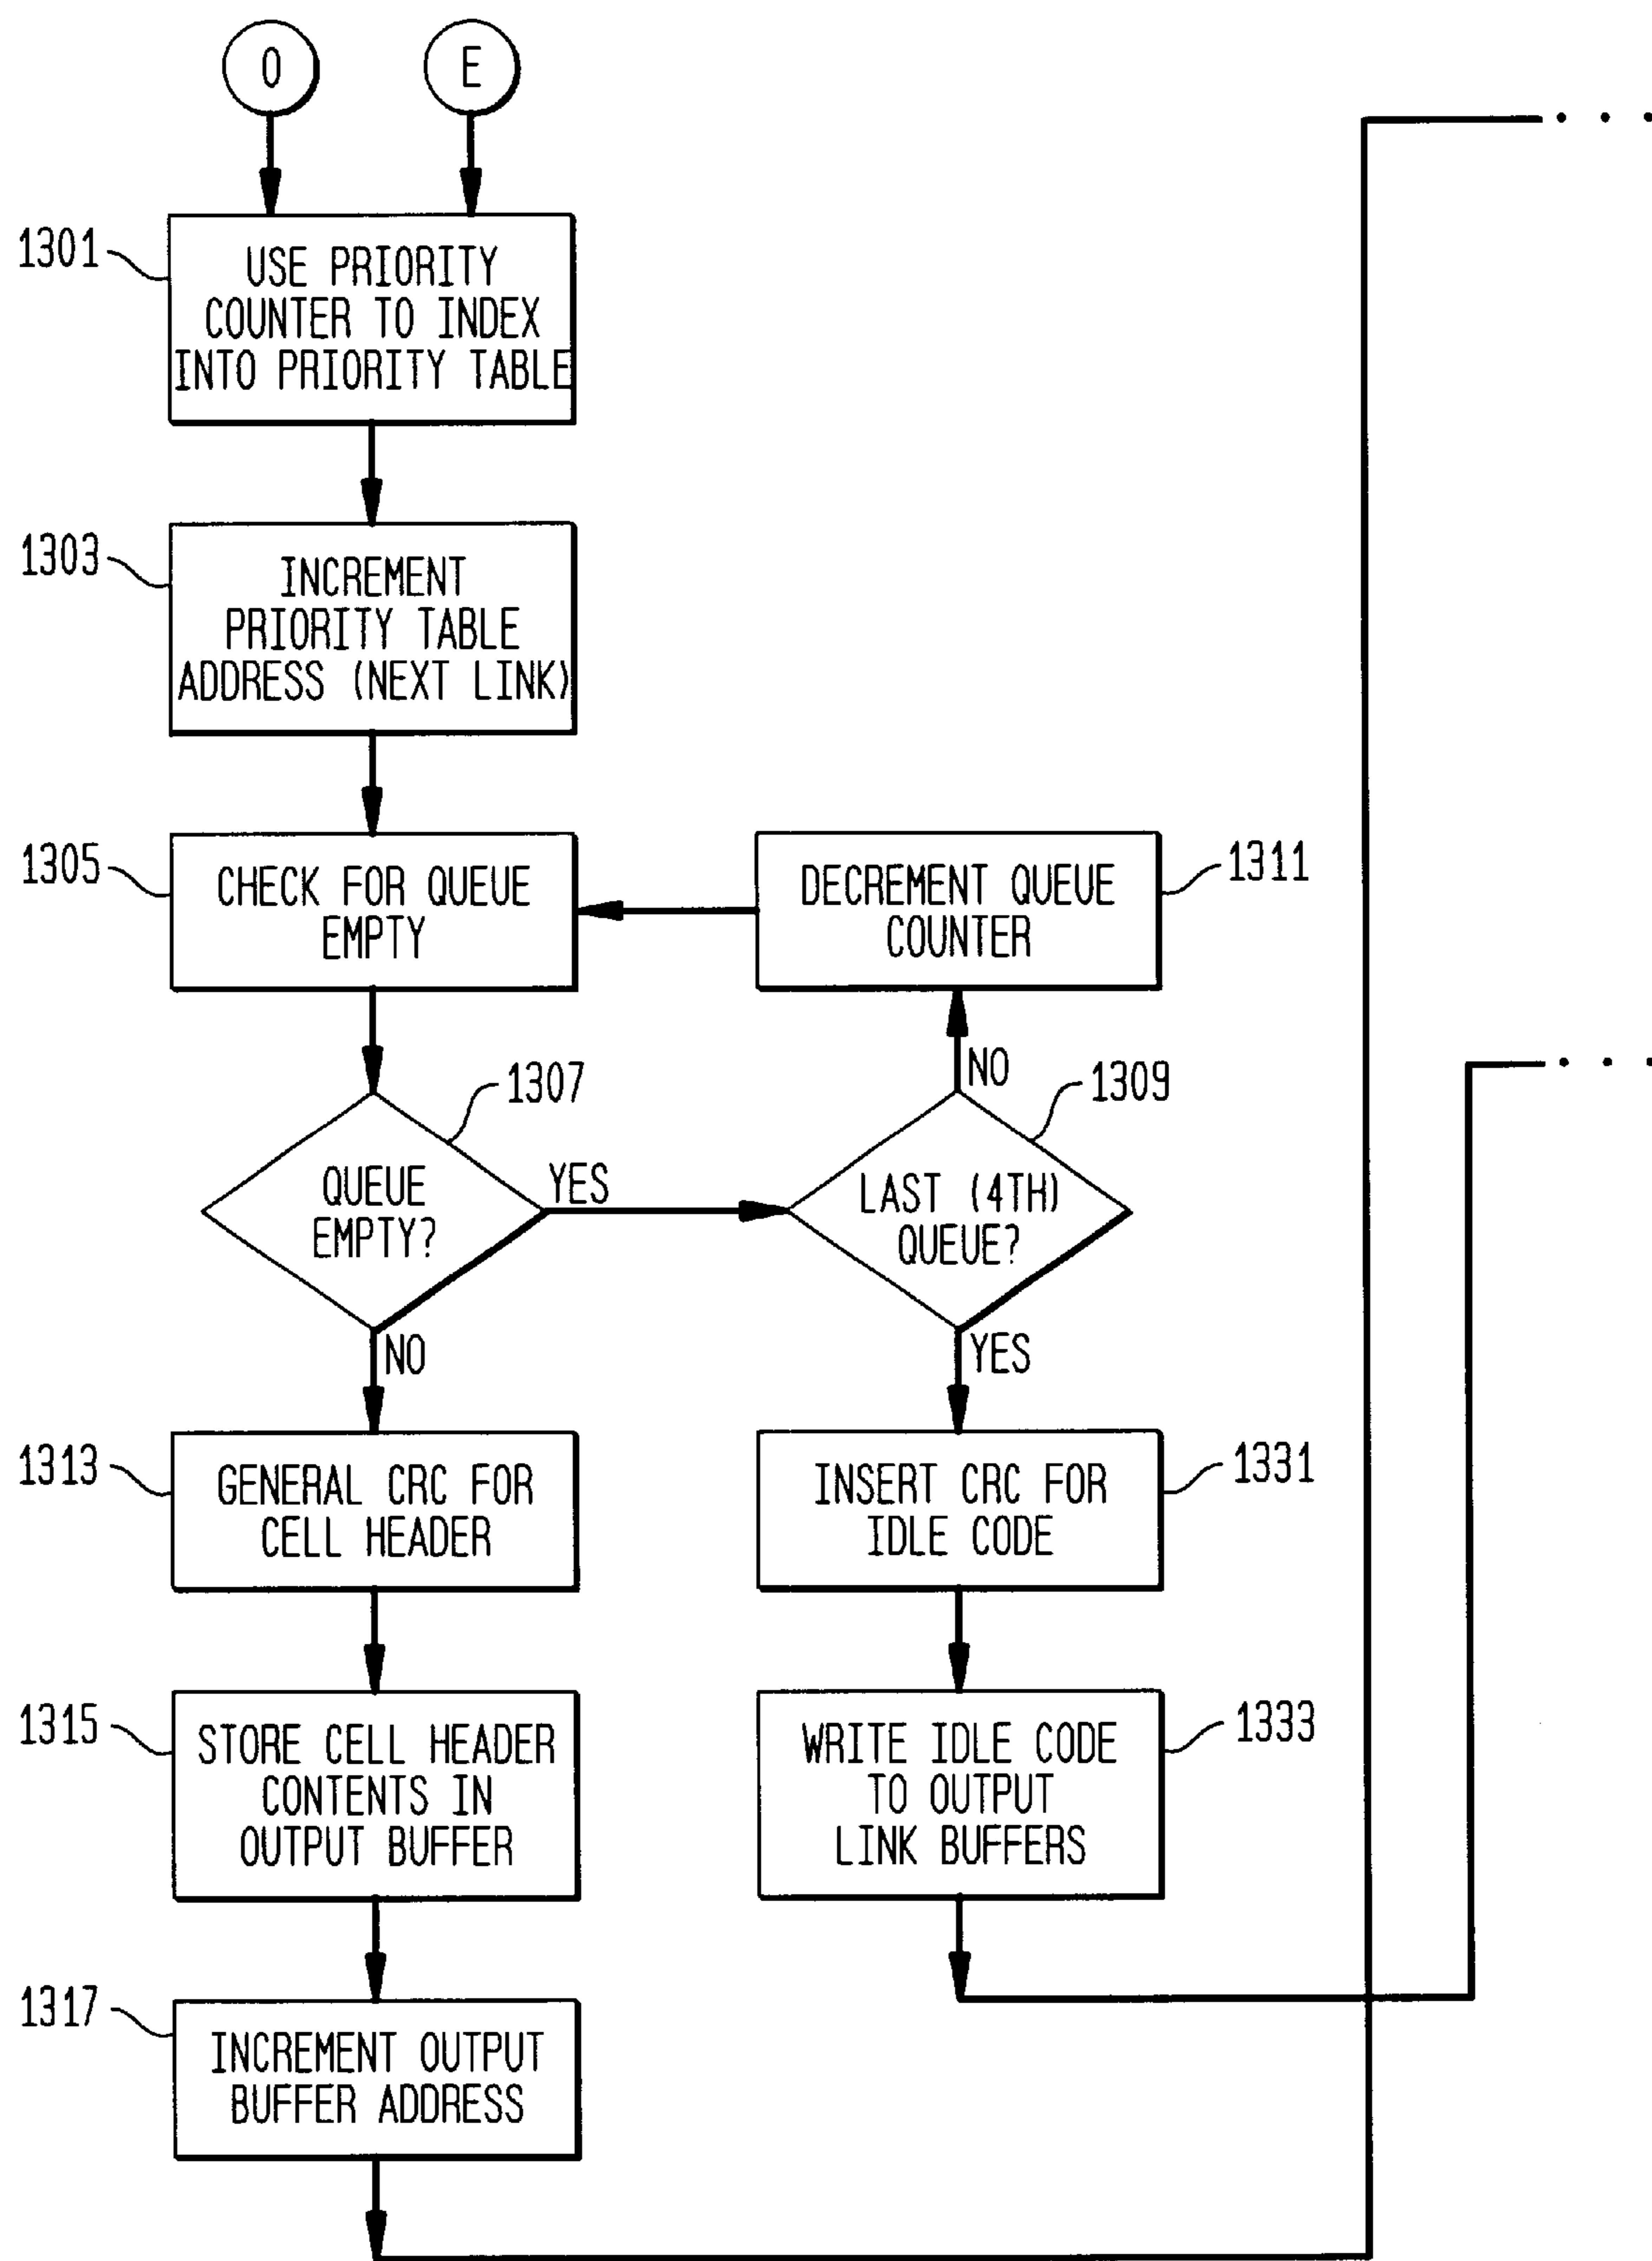 O
E
1301
USE PRIORITY
COUNTER TO INDEX
INTO PRIORITY TABLE
1303
INCREMENT
PRIORITY TABLE
ADDRESS (NEXT LINK)
1305
CHECK FOR QUEUE
EMPTY
DECREMENT QUEUE
COUNTER
1311
1307
QUEUE
EMPTY?
YES
NO
1309
LAST (4TH)
QUEUE?
NO
YES
1313
GENERAL CRC FOR
CELL HEADER
INSERT CRC FOR
IDLE CODE
1331
1315
STORE CELL HEADER
CONTENTS IN
OUTPUT BUFFER
WRITE IDLE CODE
TO OUTPUT
LINK BUFFERS
1333
1317
INCREMENT OUTPUT
BUFFER ADDRESS